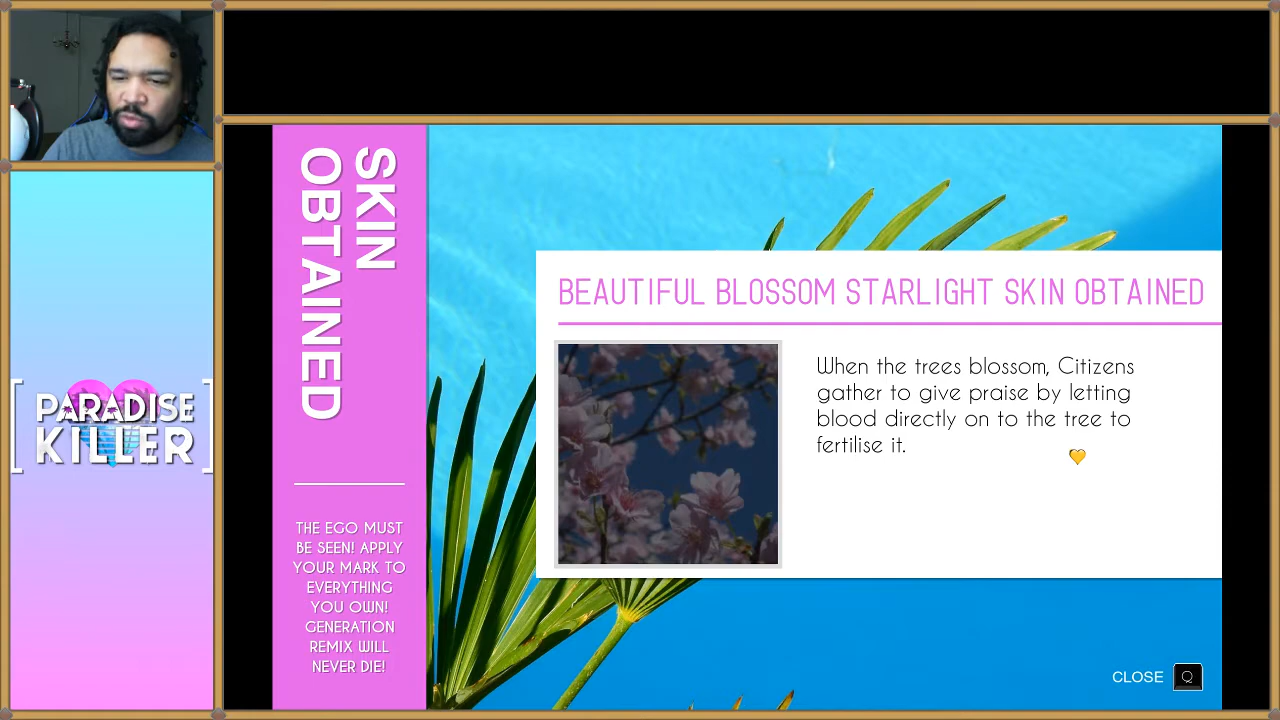 [PARADISE
KILLER]
SKIN
OBTAINED
THE EGO MUST
BE SEEN! APPLY
YOUR MARK TO
EVERYTHING
YOU OWN!
GENERATION
REMIX WILL
NEVER DIE!
BEAUTIFUL BLOSSOM STARLIGHT SKIN OBTAINED
When the trees blossom, Citizens
gather to give praise by letting
blood directly on to the tree to
fertilise it.
CLOSE Q